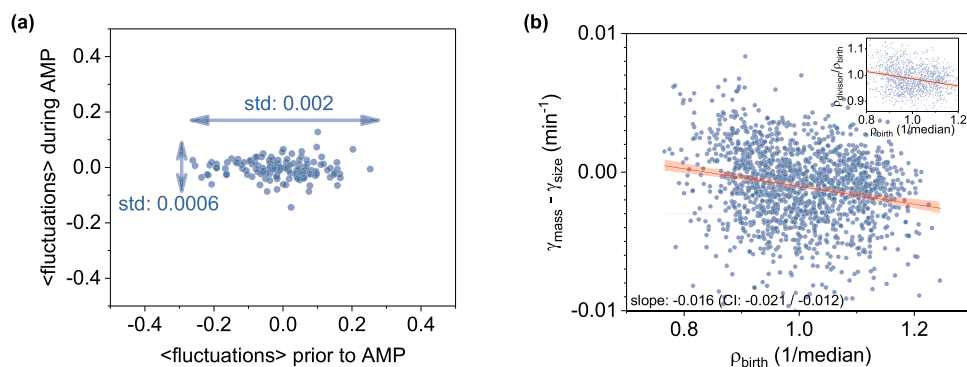 (a)
0.4
0.2
0.0
-0.2
-0.4
<fluctuations> during AMP
std: 0.002
std: 0.0006
-0.4 -0.2 0.0 0.2 0.4
<fluctuations> prior to AMP
(b)
0.01
0.00
-0.01
γmass - γsize (min-1)
slope: -0.016 (CI: -0.021 / -0.012)
0.8 1.0 1.2
ρbirth (1/median)
1.1
1.0
0.9
ρdivision/ρbirth
0.8 1.0 1.2
ρbirth (1/median)